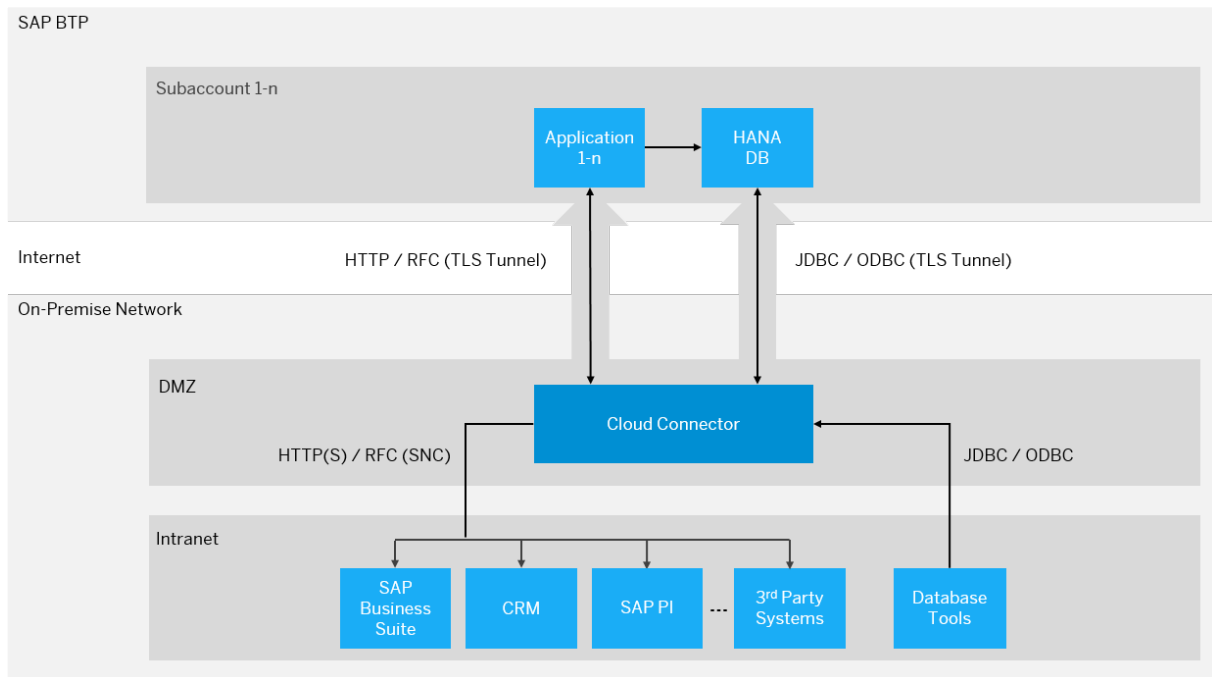 SAP BTP
Subaccount 1-n
Application
1-n
HANA
DB
Internet
HTTP / RFC (TLS Tunnel)
JDBC / ODBC (TLS Tunnel)
On-Premise Network
DMZ
Cloud Connector
HTTP(S) / RFC (SNC)
JDBC / ODBC
Intranet
SAP
Business
Suite
CRM
SAP PI
---
3rd Party
Systems
Database
Tools